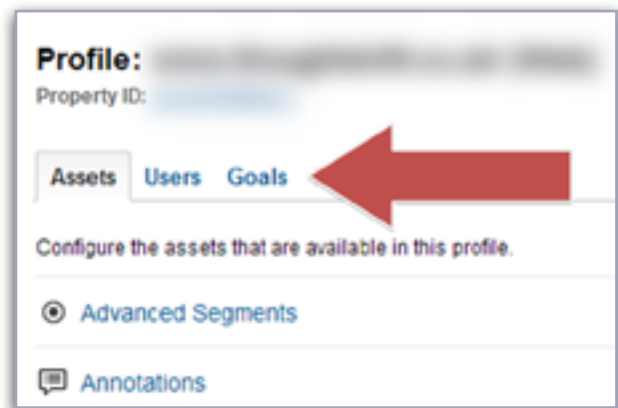 Profile:
Property ID:
Assets Users Goals
Configure the assets that are available in this profile.
Advanced Segments
Annotations